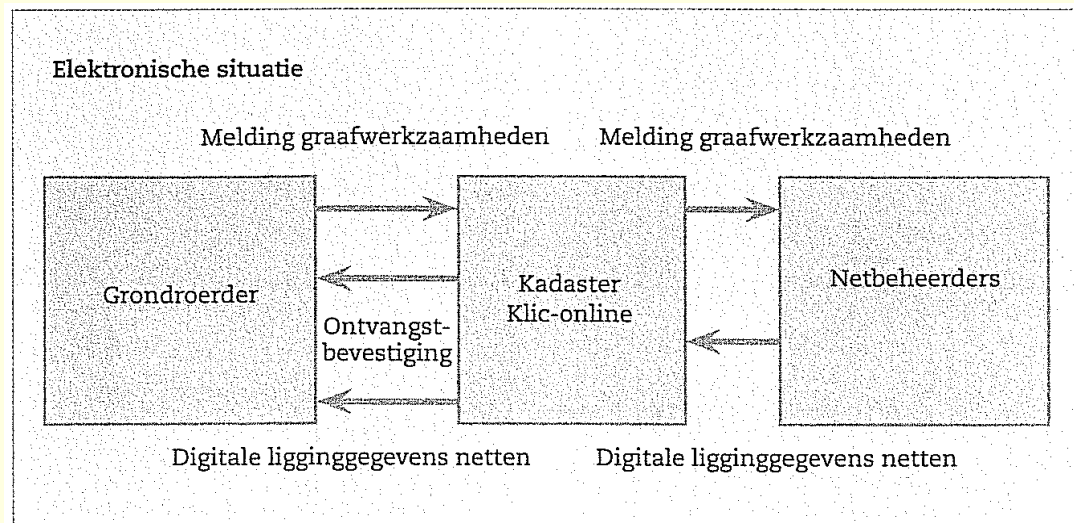 Elektronische situatie
Melding graafwerkzaamheden
Melding graafwerkzaamheden
Grondroerder
Kadaster
Klic-online
Netbeheerders
Ontvangst-
bevestiging
Digitale ligginggegevens netten
Digitale ligginggegevens netten